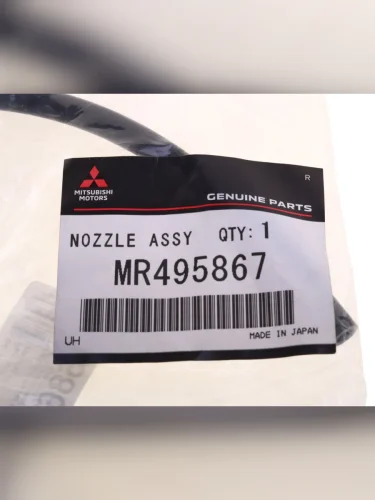 R
MITSUBISHI
MOTORS
GENUINE PARTS
NOZZLE ASSY QTY: 1
MR495867
UH
MADE IN JAPAN